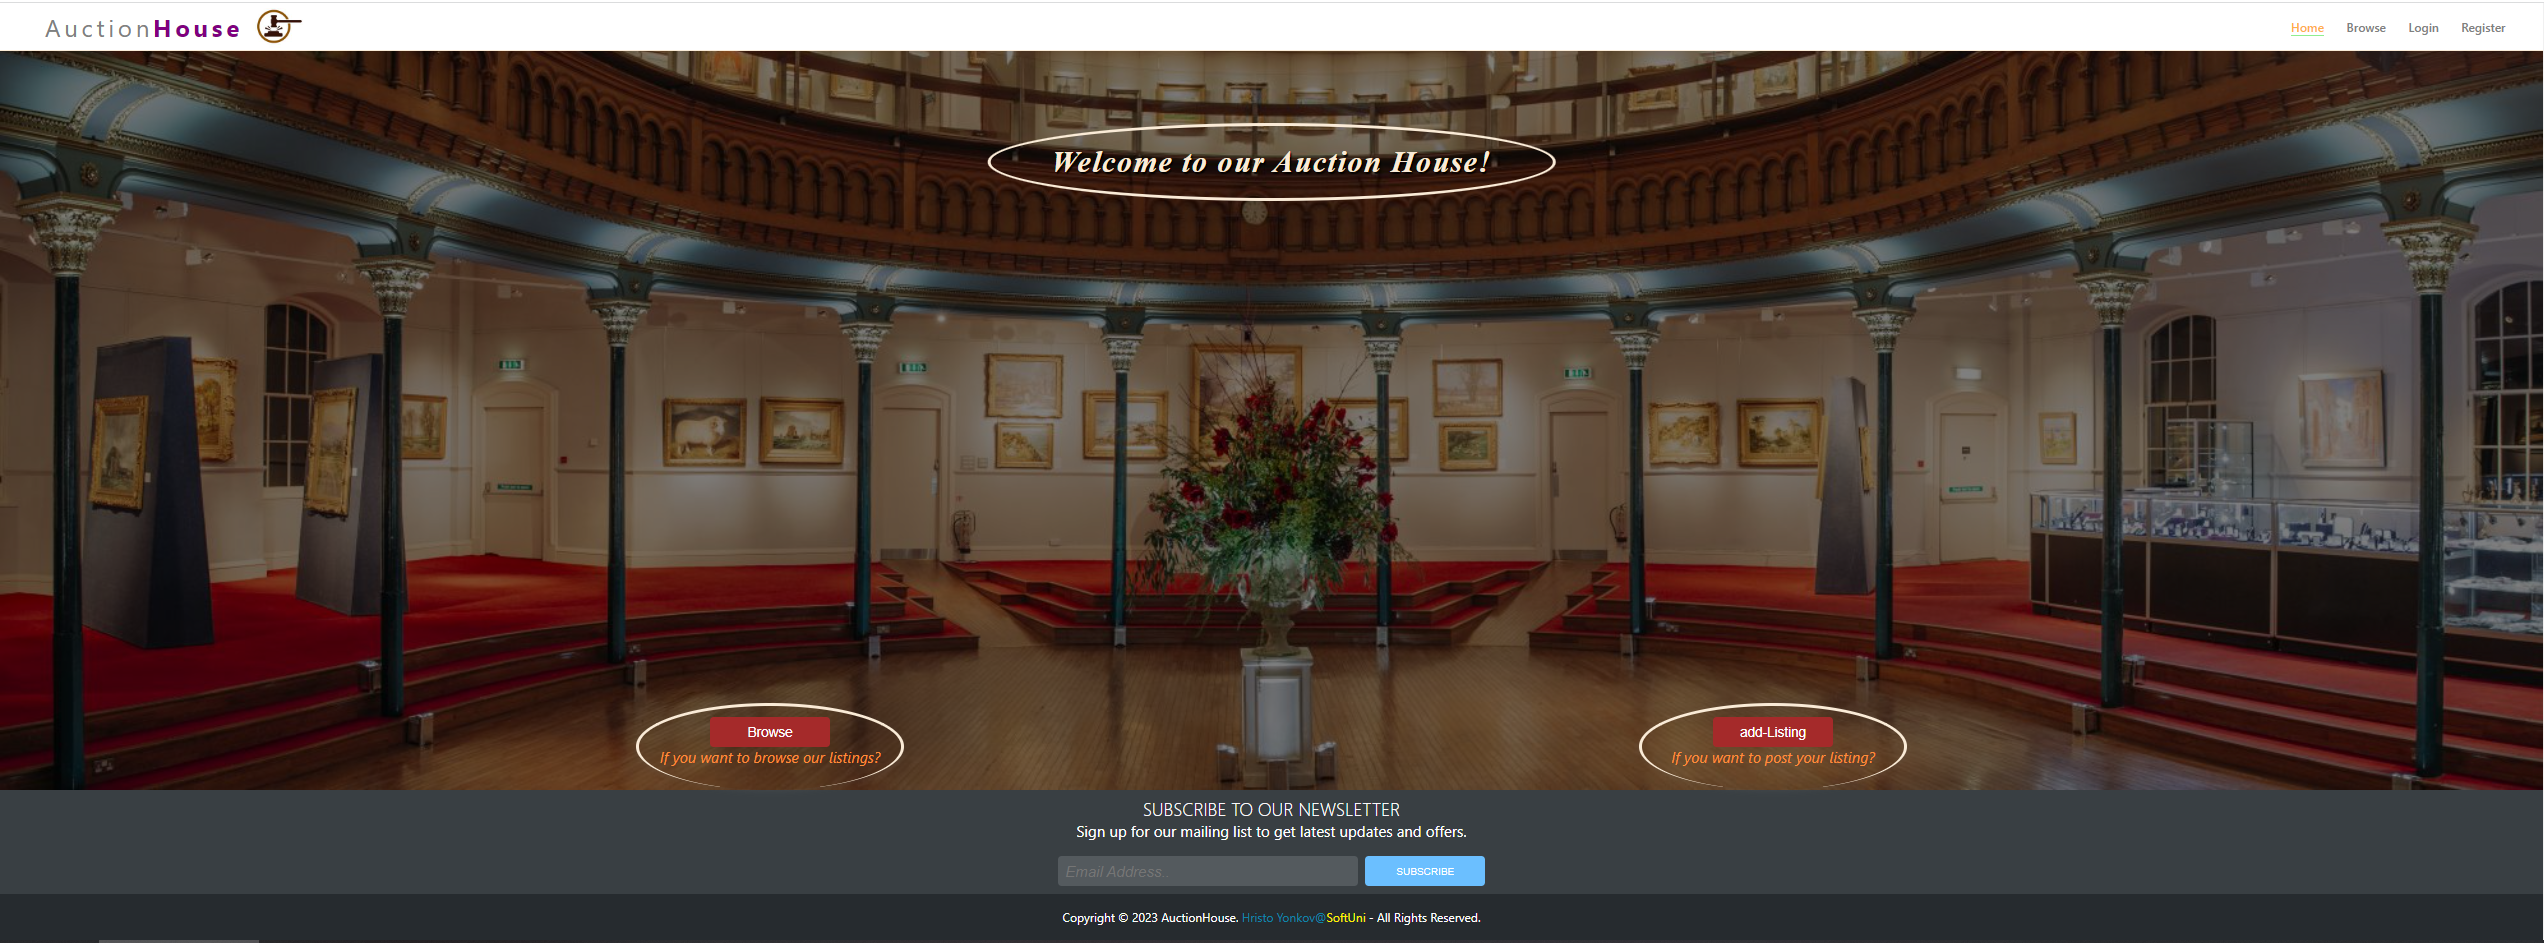 AuctionHouse
Home Browse Login Register
Welcome to our Auction House!
Browse
If you want to browse our listings?
add-Listing
If you want to post your listing?
SUBSCRIBE TO OUR NEWSLETTER
Sign up for our mailing list to get latest updates and offers.
Email Address..
SUBSCRIBE
Copyright © 2023 AuctionHouse. Hristo Yonkov@SoftUni - All Rights Reserved.